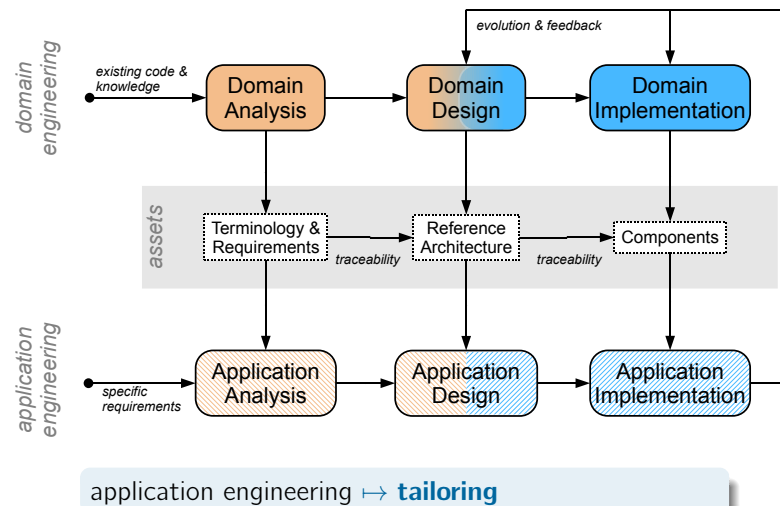 evolution & feedback
domain
engineering
existing code &
knowledge
Domain
Analysis
Domain
Design
Domain
Implementation
assets
Terminology &
Requirements
traceability
Reference
Architecture
traceability
Components
application
engineering
specific
requirements
Application
Analysis
Application
Design
Application
Implementation
application engineering ↦ tailoring